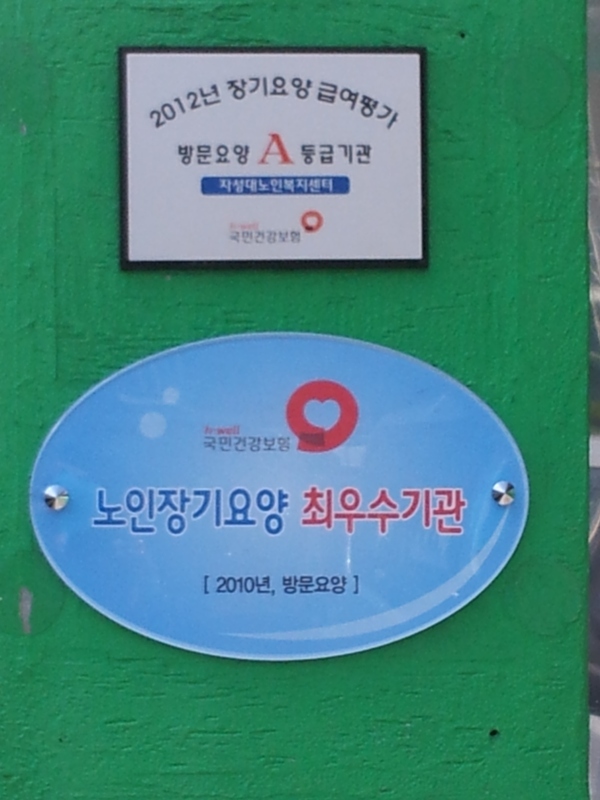 2012년 장기요양 급여평가
방문요양 A 등급기관
자성대노인복지센터
h-well
국민건강보험
h-well
국민건강보험
노인장기요양 최우수기관
[ 2010년, 방문요양 ]